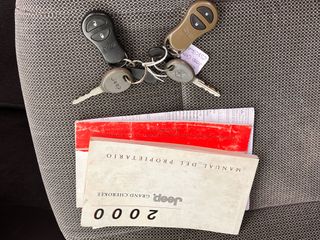 MANUAL DEL PROPIETARIO
Jeep
GRAND CHEROKEE
2000